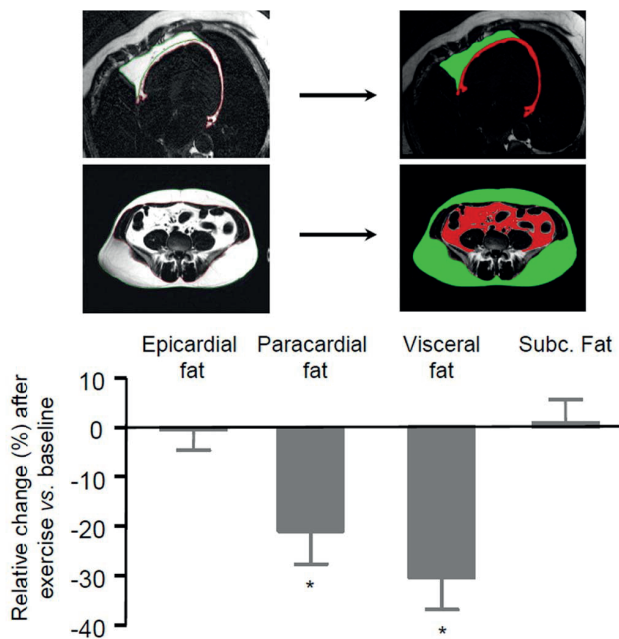 Epicardial fat
Paracardial fat
Visceral fat
Subc. Fat
Relative change (%) after
exercise vs. baseline
10
0
-10
-20
-30
-40
*
*